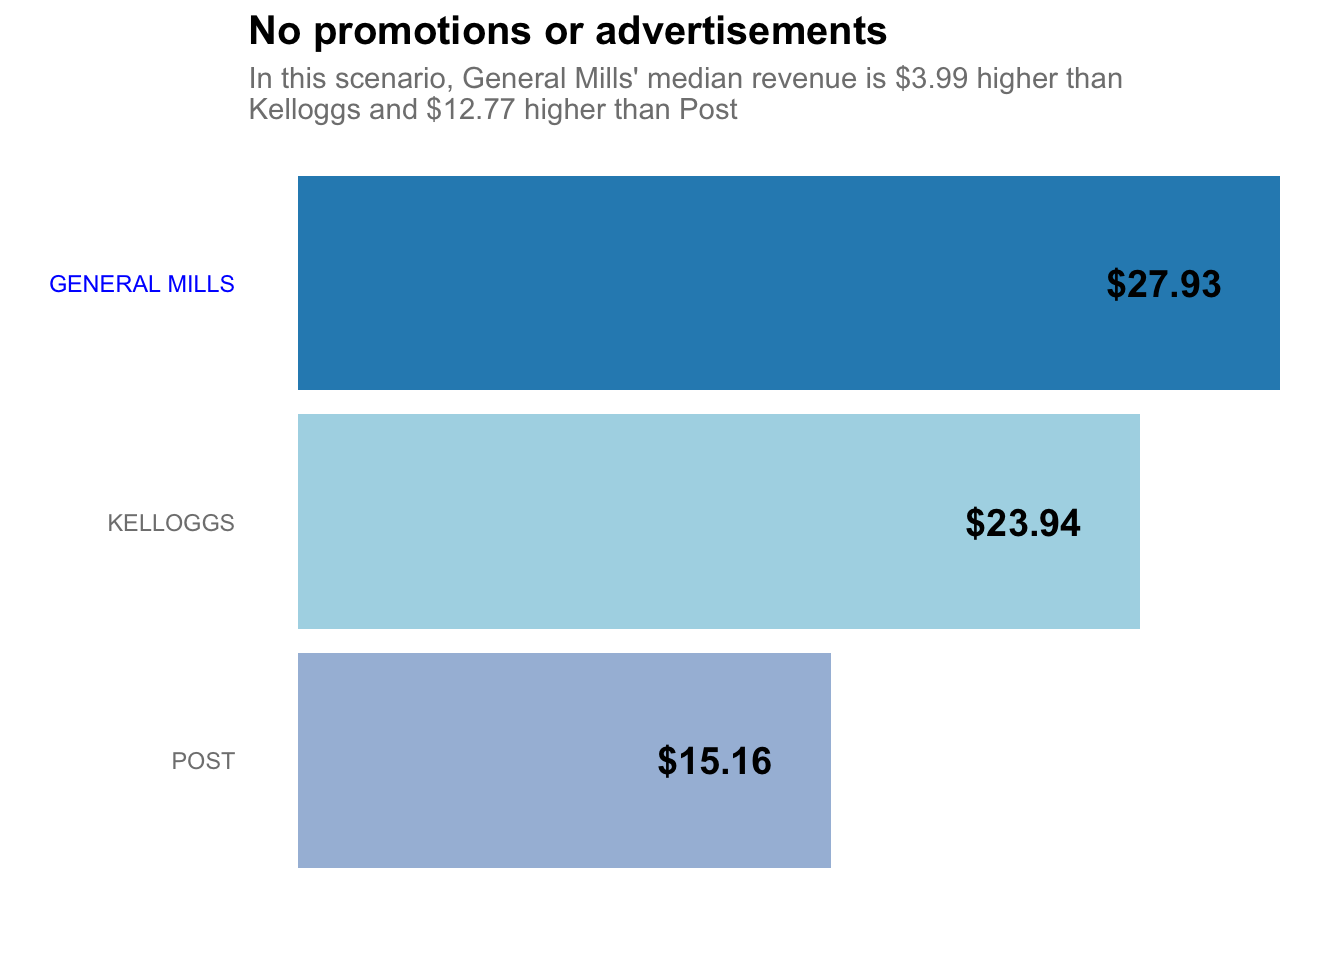 No promotions or advertisements
In this scenario, General Mills' median revenue is $3.99 higher than
Kelloggs and $12.77 higher than Post
GENERAL MILLS
$27.93
KELLOGGS
$23.94
POST
$15.16